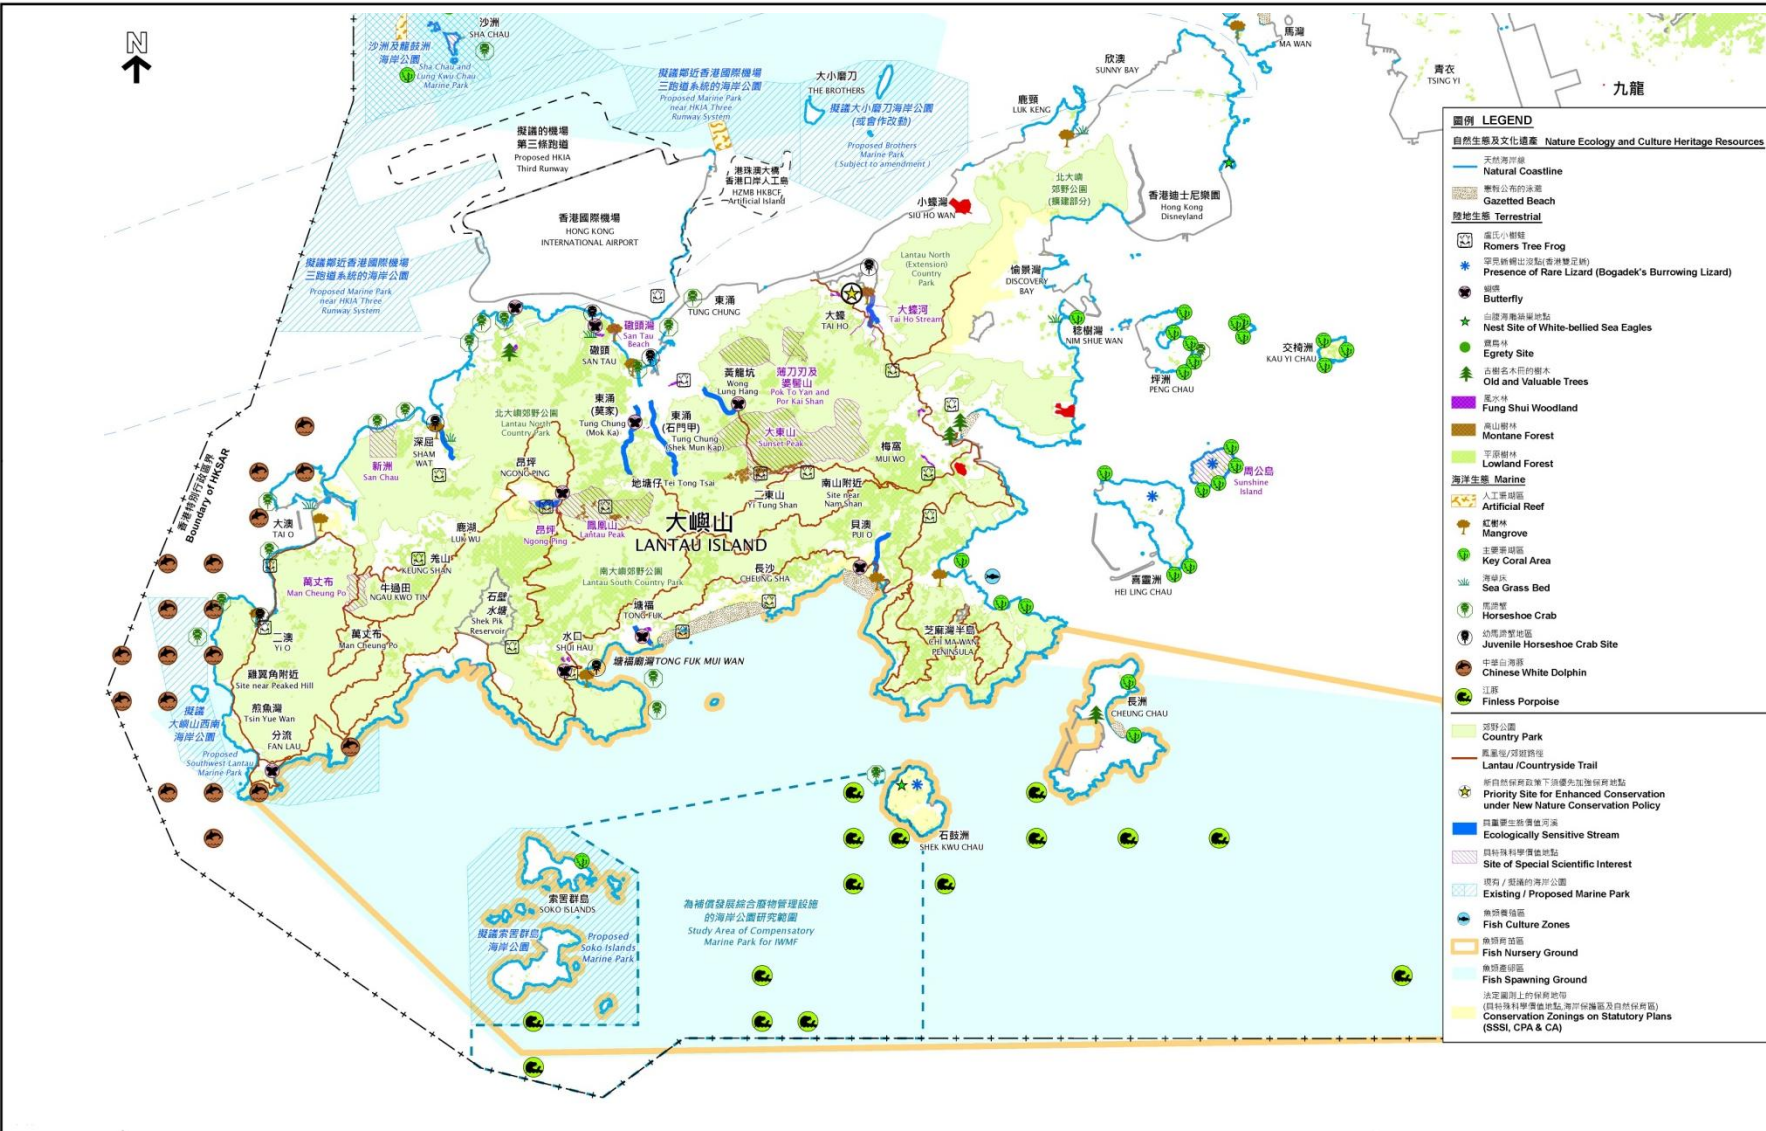 N
沙洲
SHA CHAU
沙洲及龍鼓洲
海岸公園
Sha Chau and
Lung Kwu Chau
Marine Park
擬議鄰近香港國際機場
三跑道系統的海岸公園
Proposed Marine Park
near HKIA Three
Runway System
大小磨刀
THE BROTHERS
擬議大小磨刀海岸公園
(或會作改動)
Proposed Brothers
Marine Park
( Subject to amendment )
欣澳
SUNNY BAY
馬灣
MA WAN
青衣
TSING YI
九龍
鹿頸
LUK KENG
擬議的機場
第三條跑道
Proposed HKIA
Third Runway
港珠澳大橋
香港口岸人工島
HZMB HKBCF
Artificial Island
香港國際機場
HONG KONG
INTERNATIONAL AIRPORT
小蠔灣
SIU HO WAN
北大嶼
郊野公園
(擴建部分)
香港迪士尼樂園
Hong Kong
Disneyland
Lantau North
(Extension)
Country
Park
擬議鄰近香港國際機場
三跑道系統的海岸公園
Proposed Marine Park
near HKIA Three
Runway System
愉景灣
DISCOVERY
BAY
東涌
TUNG CHUNG
大蠔
TAI HO
大蠔河
Tai Ho Stream
䃟頭灣
San Tau
Beach
䃟頭
SAN TAU
稔樹灣
NIM SHUE WAN
交椅洲
KAU YI CHAU
坪洲
PENG CHAU
黃龍坑
Wong
Lung Hang
薄刀刃及
婆髻山
Pok To Yan and
Por Kai Shan
北大嶼郊野公園
Lantau North
Country Park
東涌
(莫家)
Tung Chung
(Mok Ka)
東涌
(石門甲)
Tung Chung
(Shek Mun Kap)
大東山
Sunset Peak
梅窩
MUI WO
深屈
SHAM
WAT
新洲
San Chau
昂坪
NGONG PING
地塘仔 Tei Tong Tsai
二東山
Yi Tung Shan
南山附近
Site near
Nam Shan
周公島
Sunshine
Island
香港特別行政區界
Boundary of HKSAR
大澳
TAI O
鹿湖
LUK WU
昂坪
Ngong Ping
鳳凰山
Lantau Peak
大嶼山
LANTAU ISLAND
貝澳
PUI O
羗山
KEUNG SHAN
萬丈布
Man Cheung Po
牛過田
NGAU KWO TIN
南大嶼郊野公園
Lantau South Country Park
長沙
CHEUNG SHA
喜靈洲
HEI LING CHAU
石壁
水塘
Shek Pik
Reservoir
塘福
TONG FUK
二澳
Yi O
萬丈布
Man Cheung Po
水口
SHUI HAU
芝麻灣半島
CHI MA WAN
PENINSULA
塘福廟灣 TONG FUK MUI WAN
雞翼角附近
Site near Peaked Hill
煎魚灣
Tsin Yue Wan
擬議
大嶼山西南
海岸公園
Proposed
Southwest Lantau
Marine Park
分流
FAN LAU
長洲
CHEUNG CHAU
石鼓洲
SHEK KWU CHAU
索罟群島
SOKO ISLANDS
擬議索罟群島
海岸公園
Proposed
Soko Islands
Marine Park
為補償發展綜合廢物管理設施
的海岸公園研究範圍
Study Area of Compensatory
Marine Park for IWMF
圖例 LEGEND
自然生態及文化遺產 Nature Ecology and Culture Heritage Resources
天然海岸線
Natural Coastline
憲報公布的泳灘
Gazetted Beach
陸地生態 Terrestrial
盧氏小樹蛙
Romers Tree Frog
罕見蜥蜴出沒點(香港雙足蜥)
Presence of Rare Lizard (Bogadek's Burrowing Lizard)
蝴蝶
Butterfly
白腹海鵰築巢地點
Nest Site of White-bellied Sea Eagles
鷺鳥林
Egrety Site
古樹名木冊的樹木
Old and Valuable Trees
風水林
Fung Shui Woodland
高山樹林
Montane Forest
平原樹林
Lowland Forest
海洋生態 Marine
人工珊瑚區
Artificial Reef
紅樹林
Mangrove
主要珊瑚區
Key Coral Area
海草床
Sea Grass Bed
馬蹄蟹
Horseshoe Crab
幼馬蹄蟹地區
Juvenile Horseshoe Crab Site
中華白海豚
Chinese White Dolphin
江豚
Finless Porpoise
郊野公園
Country Park
鳳凰徑/郊遊路徑
Lantau /Countryside Trail
新自然保育政策下須優先加強保育地點
Priority Site for Enhanced Conservation
under New Nature Conservation Policy
具重要生態價值河溪
Ecologically Sensitive Stream
具特殊科學價值地點
Site of Special Scientific Interest
現有 / 擬議的海岸公園
Existing / Proposed Marine Park
魚類養殖區
Fish Culture Zones
魚類育苗區
Fish Nursery Ground
魚類產卵區
Fish Spawning Ground
法定圖則上的保育地帶
(具特殊科學價值地點,海岸保護區及自然保育區)
Conservation Zonings on Statutory Plans
(SSSI, CPA & CA)